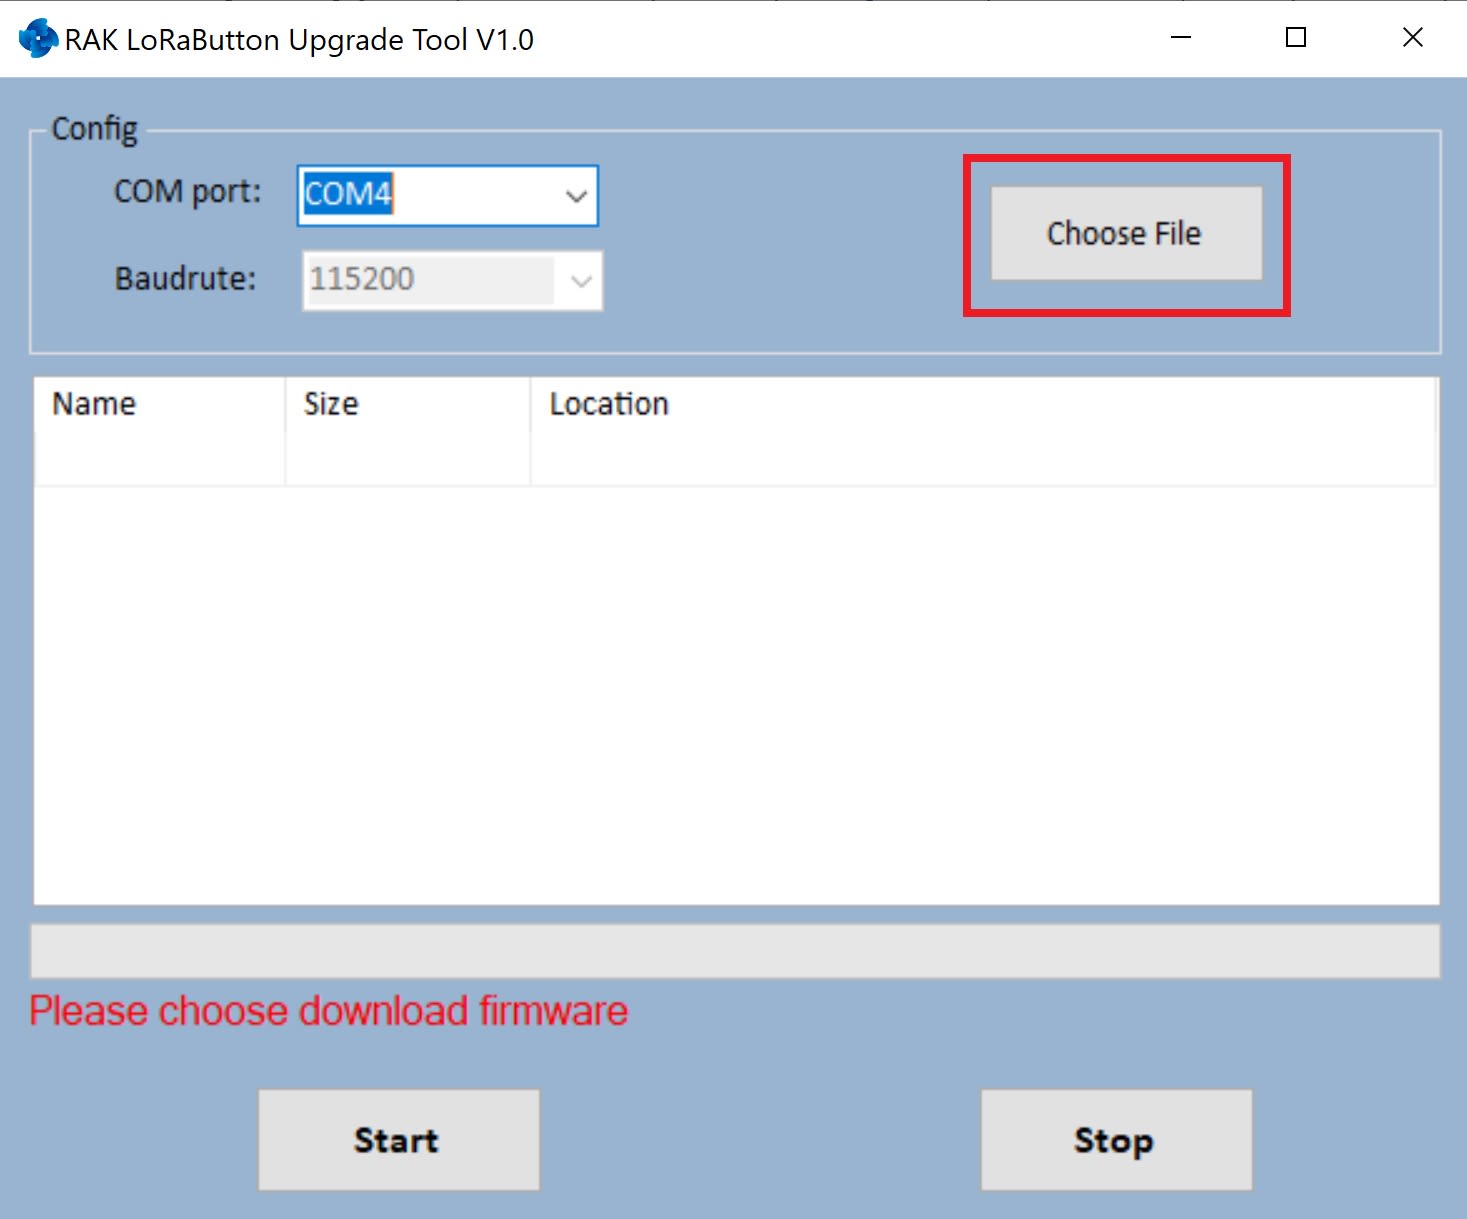 RAK LoRaButton Upgrade Tool V1.0
Config
COM port: COM4
Choose File
Baudrute: 115200
Name Size Location
Please choose download firmware
Start Stop